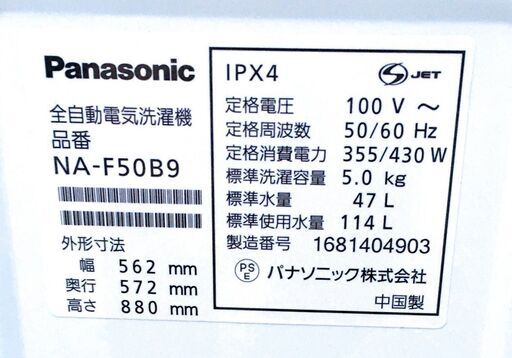 Panasonic
全自動電気洗濯機
品番
NA-F50B9
外形寸法
幅 562 mm
奥行 572 mm
高さ 880 mm
IPX4
S JET
定格電圧 100 V ～
定格周波数 50/60 Hz
定格消費電力 355/430 W
標準洗濯容量 5.0 kg
標準水量 47 L
標準使用水量 114 L
製造番号 1681404903
PS E パナソニック株式会社
中国製